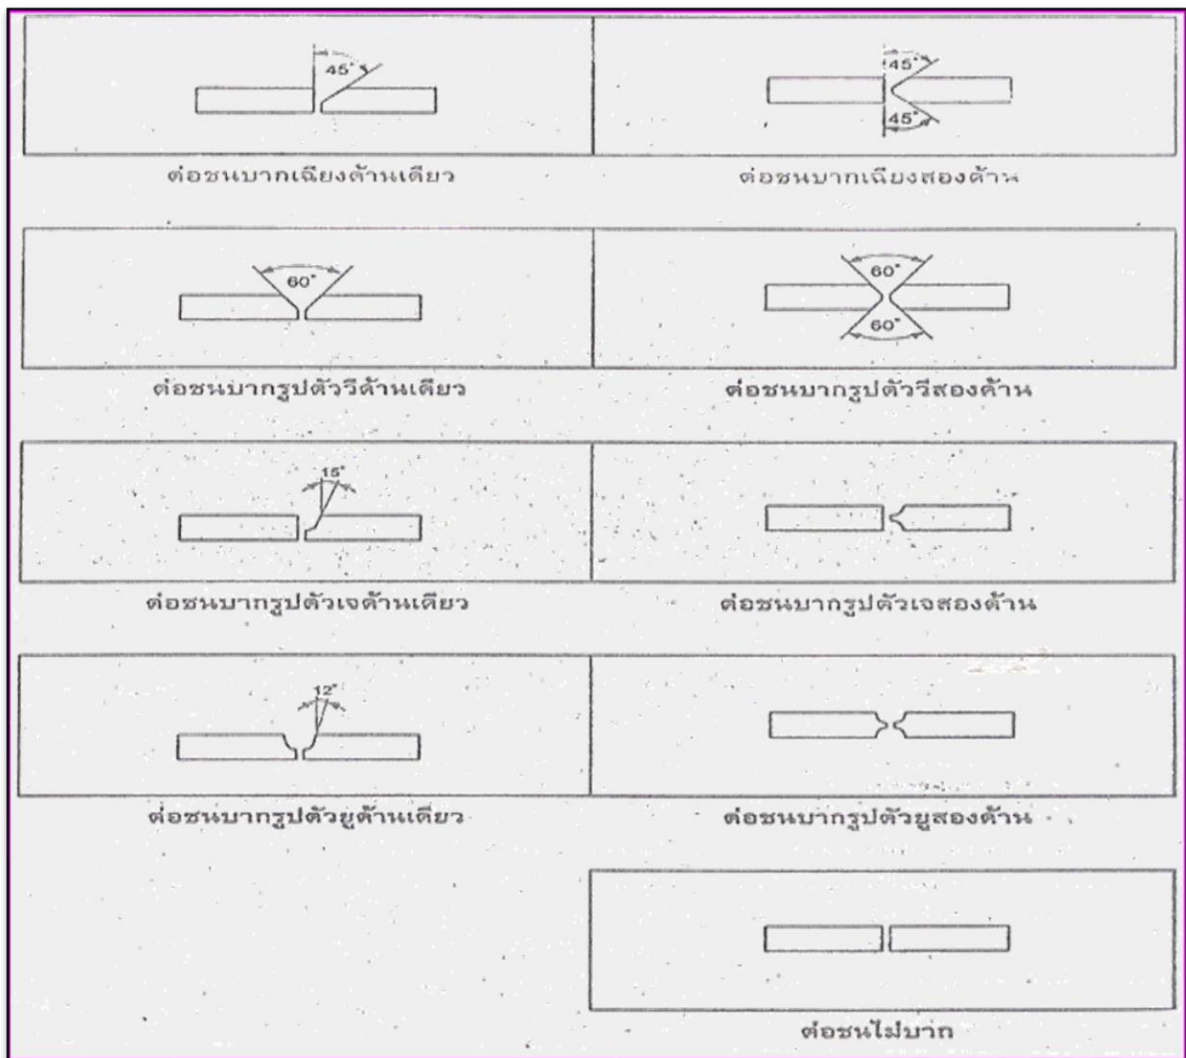 45°
45°
45°
ต่อชนบากเฉียงด้านเดียว
ต่อชนบากเฉียงสองด้าน
60°
60°
60°
ต่อชนบากรูปตัววีด้านเดียว
ต่อชนบากรูปตัววีสองด้าน
15°
ต่อชนบากรูปตัวเจด้านเดียว
ต่อชนบากรูปตัวเจสองด้าน
12°
ต่อชนบากรูปตัวยูด้านเดียว
ต่อชนบากรูปตัวยูสองด้าน
ต่อชนไม่บาก